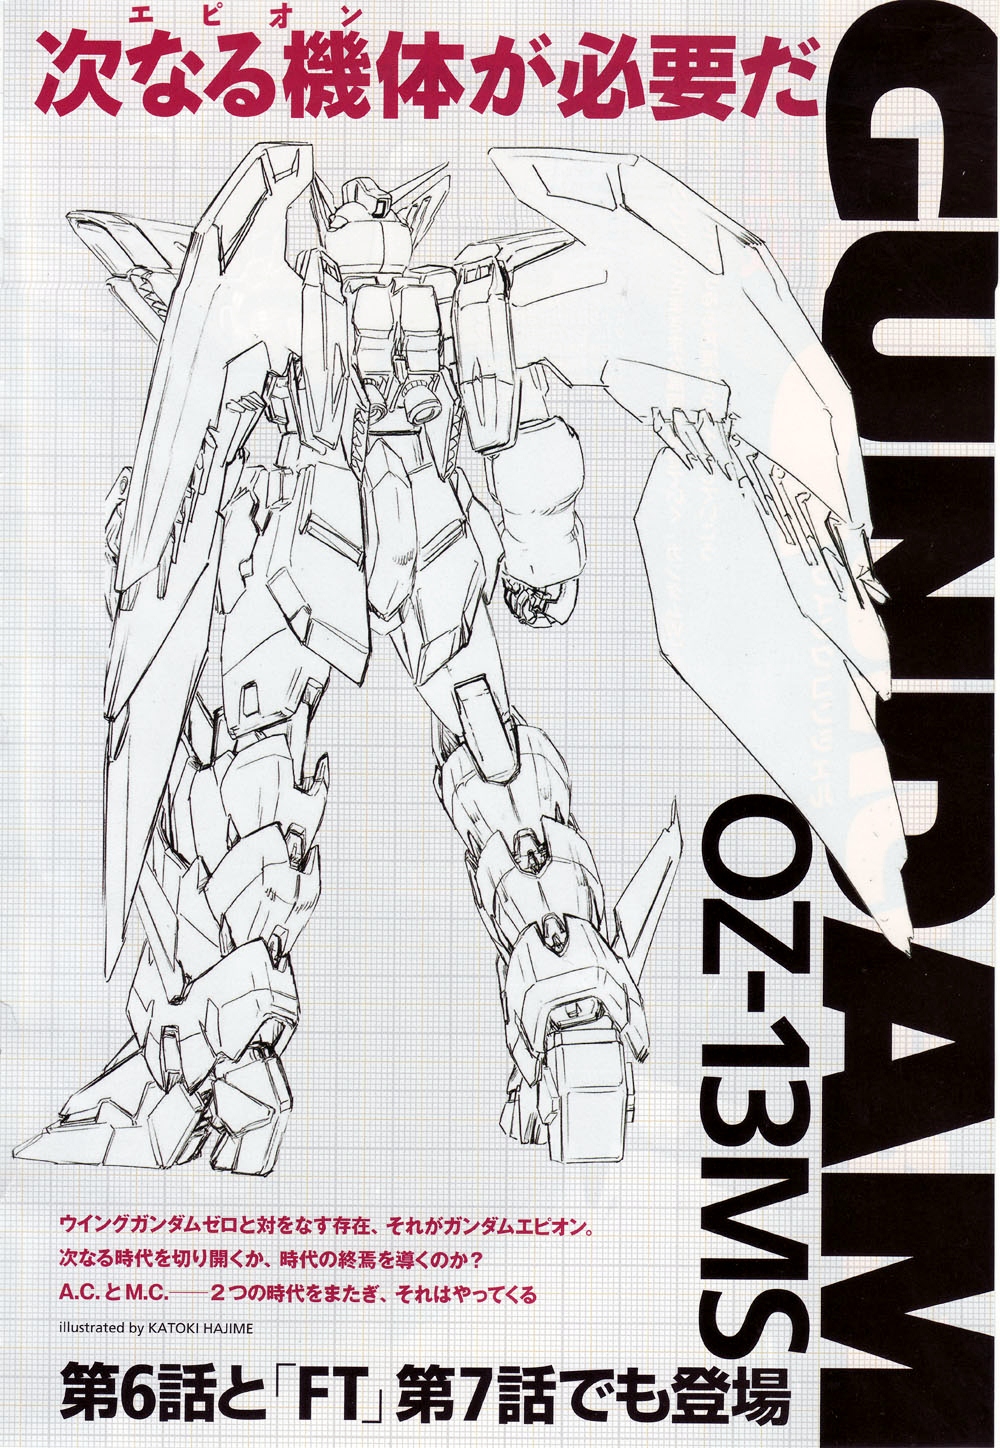 エピオン
次なる機体が必要だ
GUNDAM
OZ-13MS
ウイングガンダムゼロと対をなす存在、それがガンダムエピオン。
次なる時代を切り開くか、時代の終焉を導くのか?
A.C.とM.C.──2つの時代をまたぎ、それはやってくる
illustrated by KATOKI HAJIME
第6話と「FT」第7話でも登場